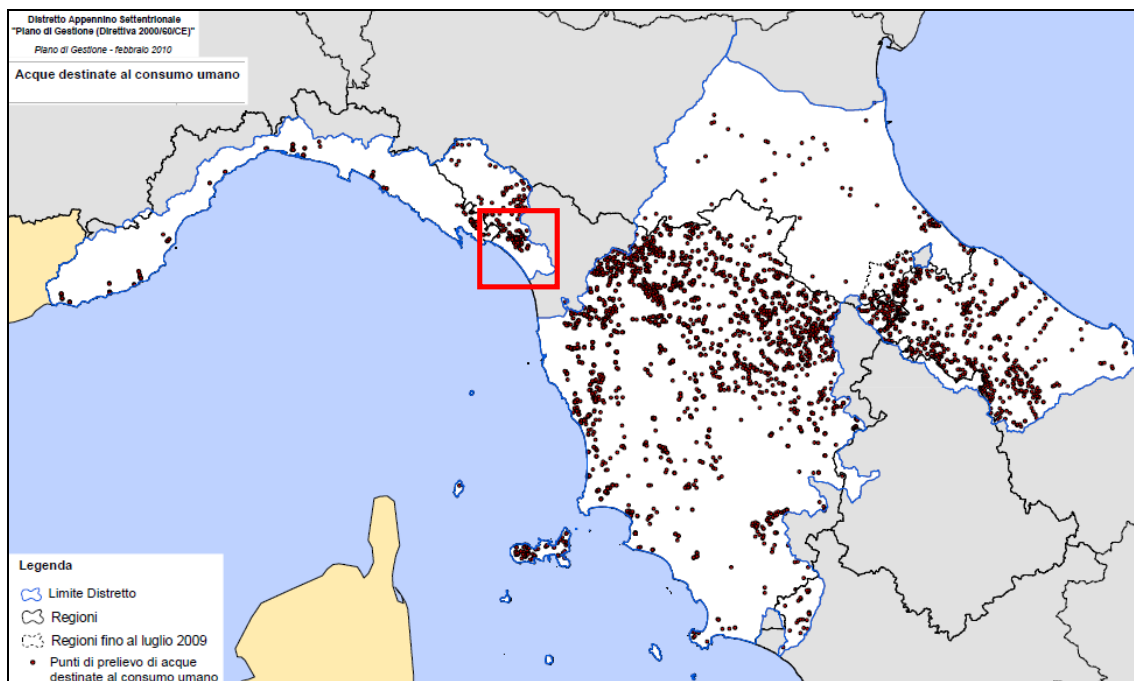 Distretto Appennino Settentrionale
"Piano di Gestione (Direttiva 2000/60/CE)"
Piano di Gestione - febbraio 2010
Acque destinate al consumo umano
Legenda
Limite Distretto
Regioni
Regioni fino al luglio 2009
Punti di prelievo di acque
destinate al consumo umano